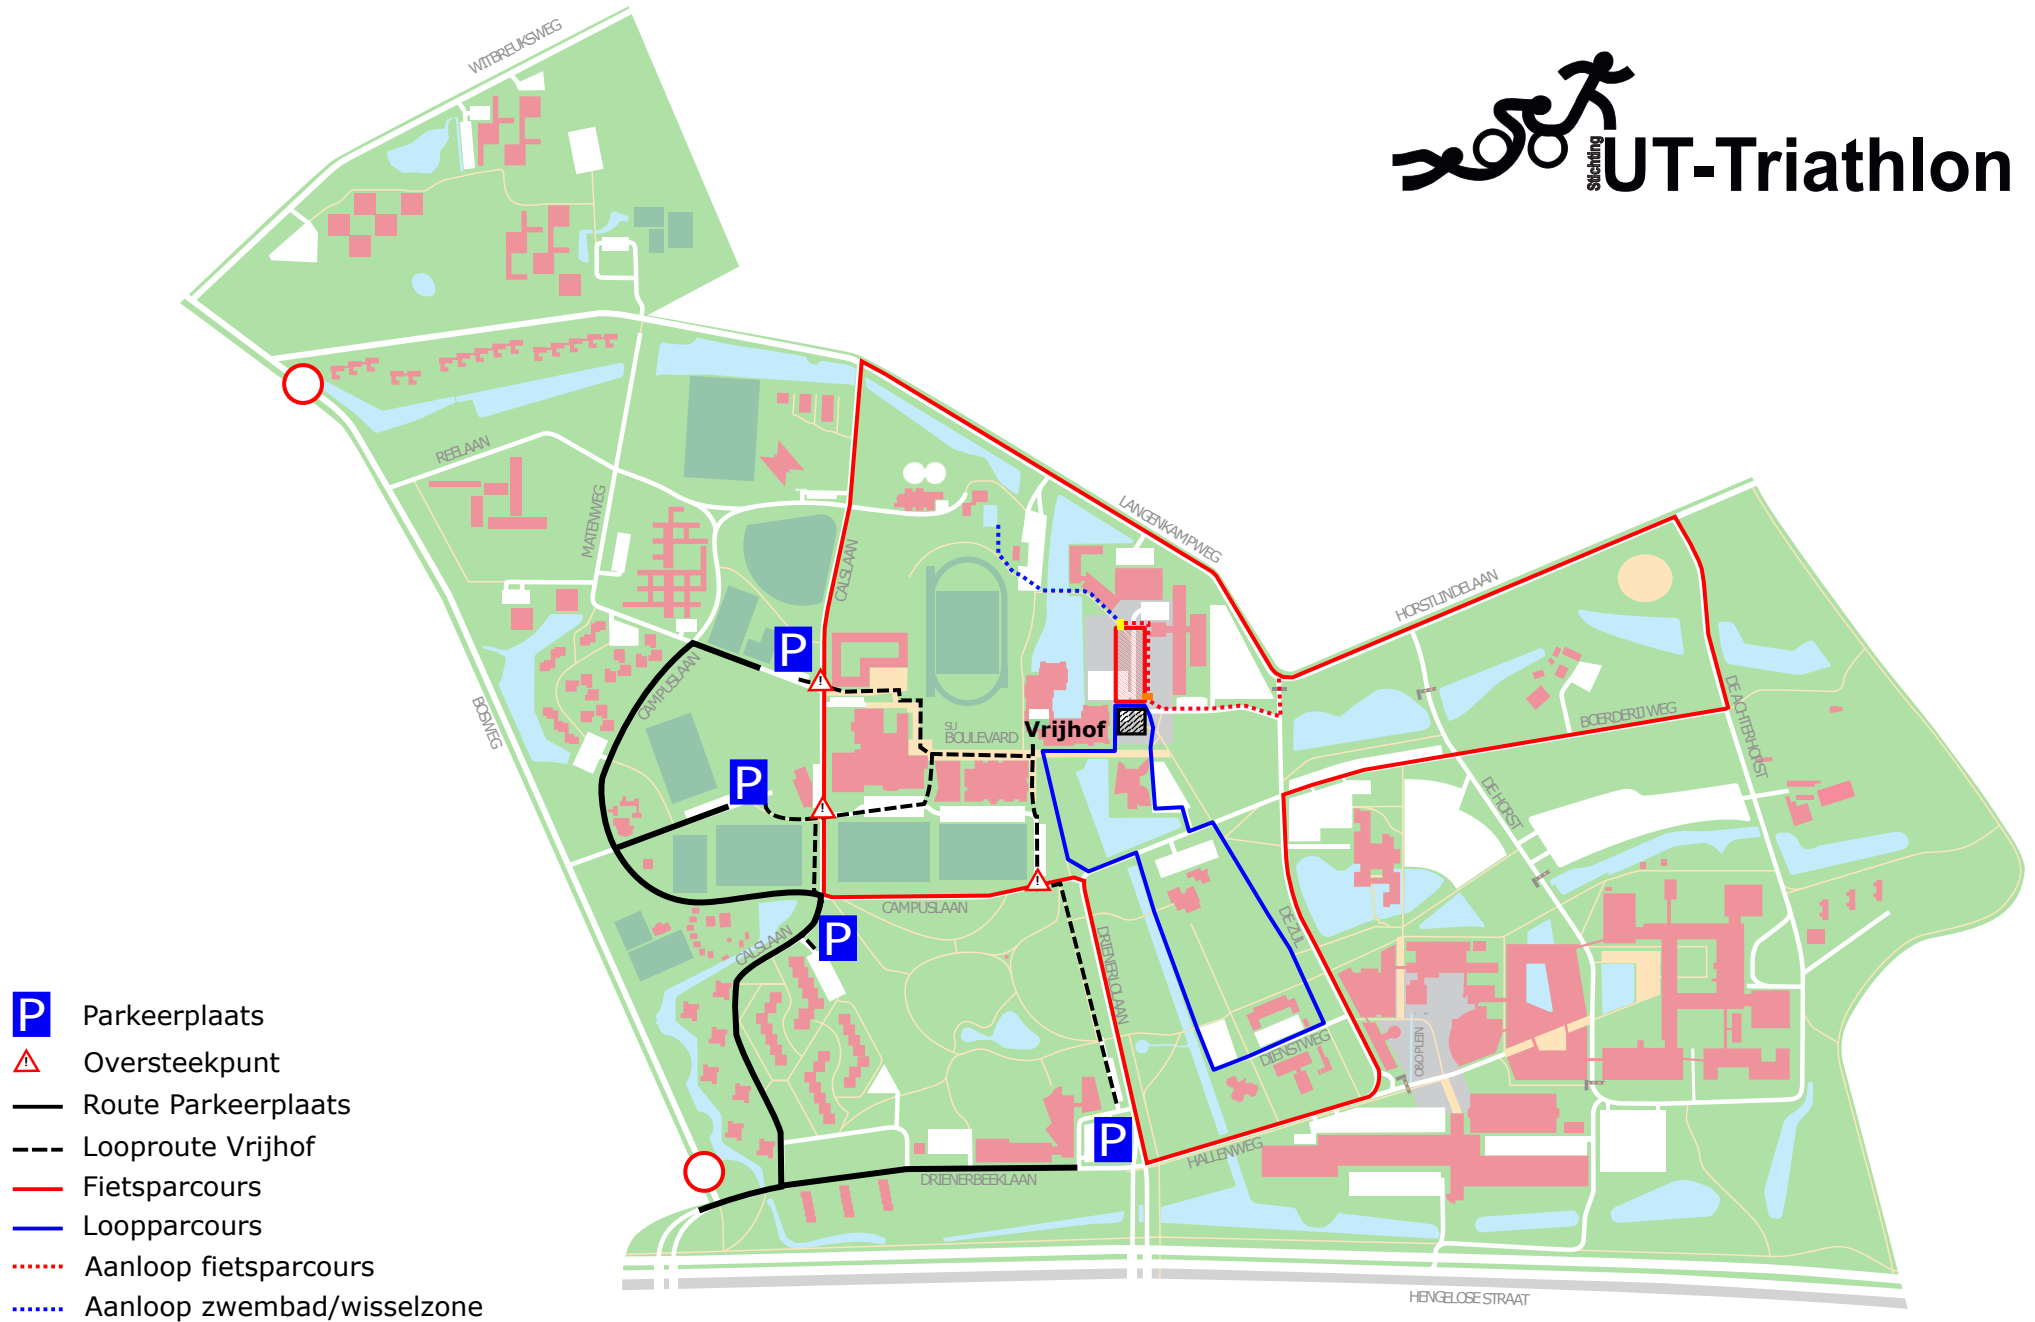 WITBREUKSWEG
Stichting
UT-Triathlon
REELAAN
MATENWEG
CALSLAAN
LANGENKAMPWEG
HORSTLINDELAAN
P
!
CAMPUSLAAN
BOSWEG
SU
BOULEVARD
Vrijhof
BOERDERIJWEG
DE ACHTERHORST
P
!
DE HORST
!
CAMPUSLAAN
DE ZUL
P
CALSLAAN
DRIENERLOLAAN
DIENSTWEG
O&O PLEIN
P
HALLENWEG
DRIENERBEEKLAAN
HENGELOSE STRAAT
P Parkeerplaats
! Oversteekpunt
Route Parkeerplaats
Looproute Vrijhof
Fietsparcours
Loopparcours
Aanloop fietsparcours
Aanloop zwembad/wisselzone